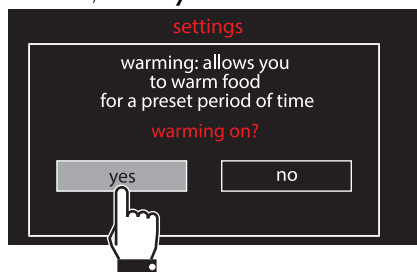 settings
warming: allows you
to warm food
for a preset period of time
warming on?
yes
no